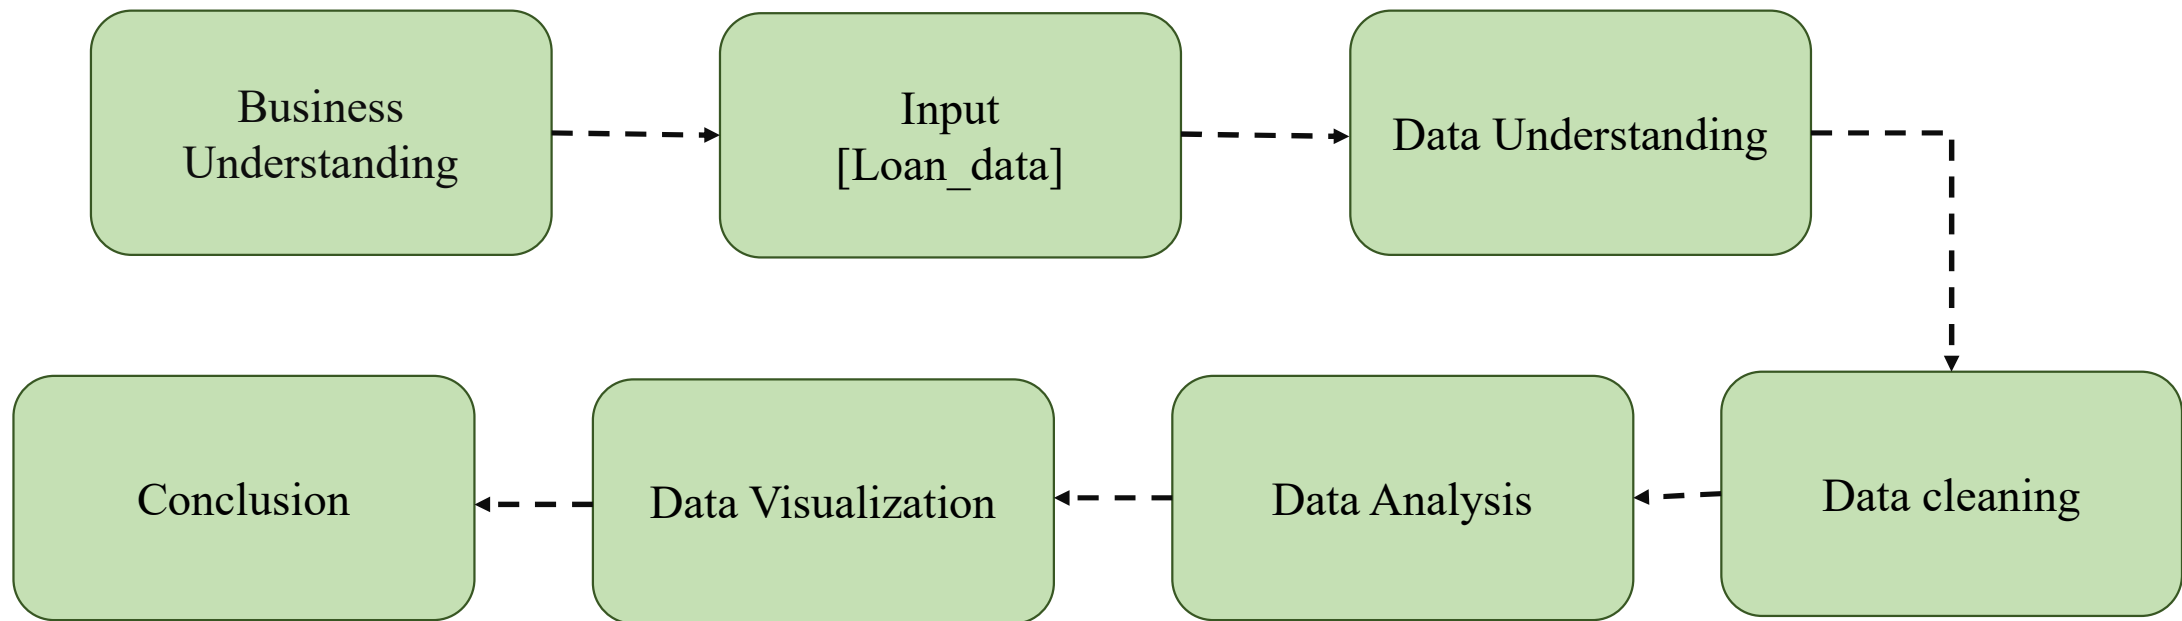 Business
Understanding
Input
[Loan_data]
Data Understanding
Data cleaning
Data Analysis
Data Visualization
Conclusion